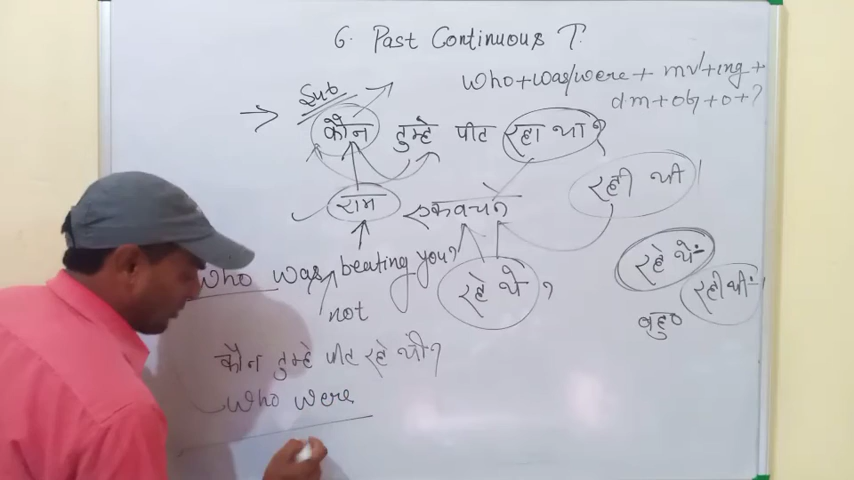 6. Past Continuous T.
who+was/were + mv+ing +
dm+obj+o+?
Sub
कौन तुम्हे पीट रहा था?
रही थी।
राम एकवचन
who was beating you?
रहे थे ?
रहे थे=
रही थी=
not
बहु०
कौन तुम्हे पीट रहे थे?
who were